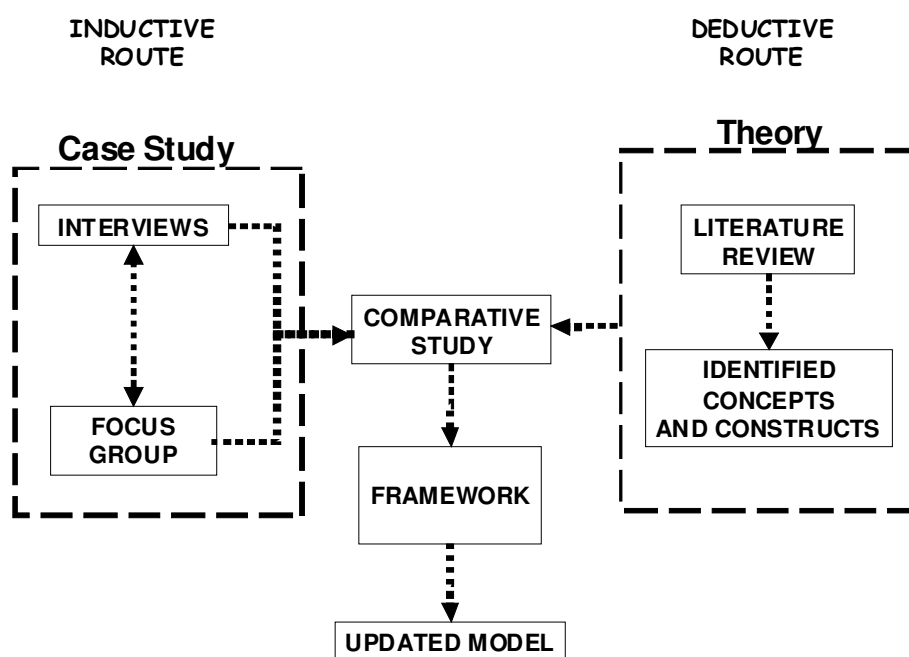 INDUCTIVE
ROUTE
DEDUCTIVE
ROUTE
Case Study
Theory
INTERVIEWS
LITERATURE
REVIEW
COMPARATIVE
STUDY
IDENTIFIED
CONCEPTS
AND CONSTRUCTS
FOCUS
GROUP
FRAMEWORK
UPDATED MODEL